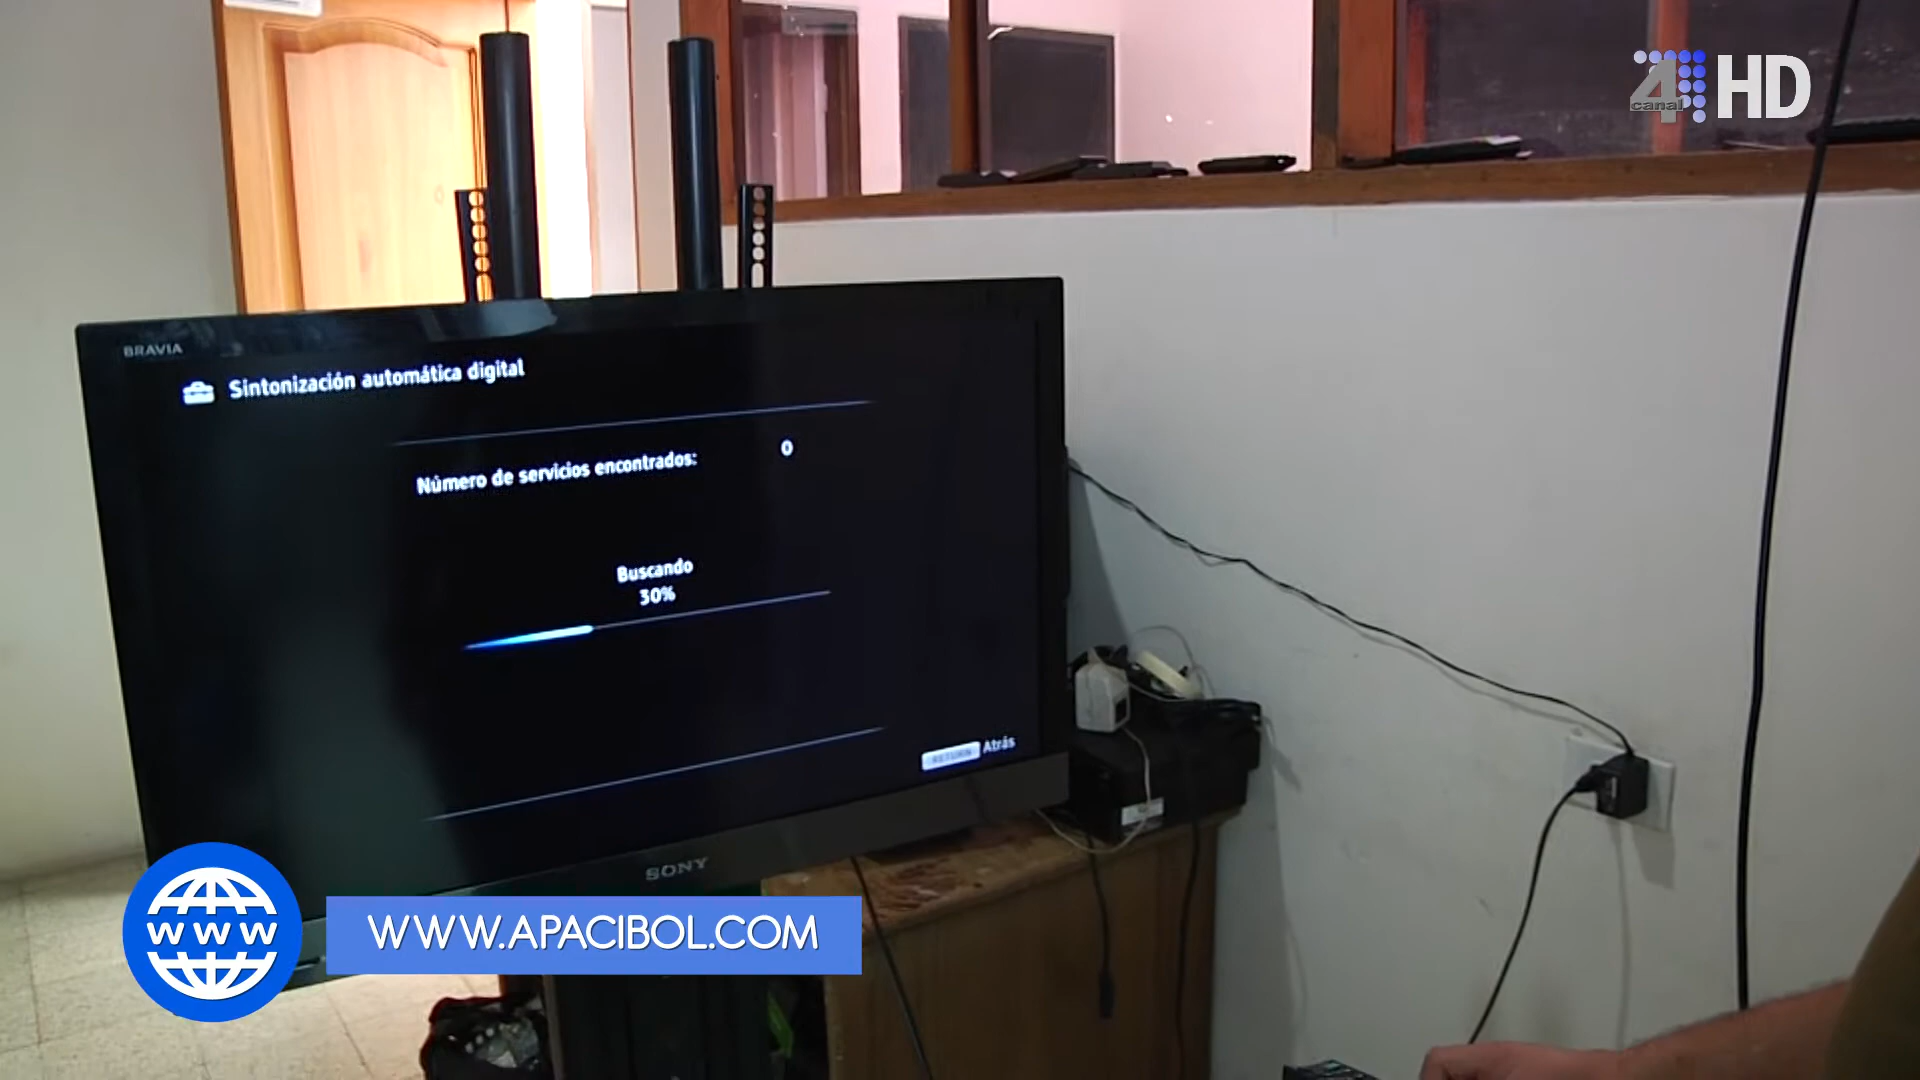 4 HD
canal
BRAVIA
Sintonización automática digital
Número de servicios encontrados: 0
Buscando
30%
RETURN Atrás
SONY
www
WWW.APACIBOL.COM